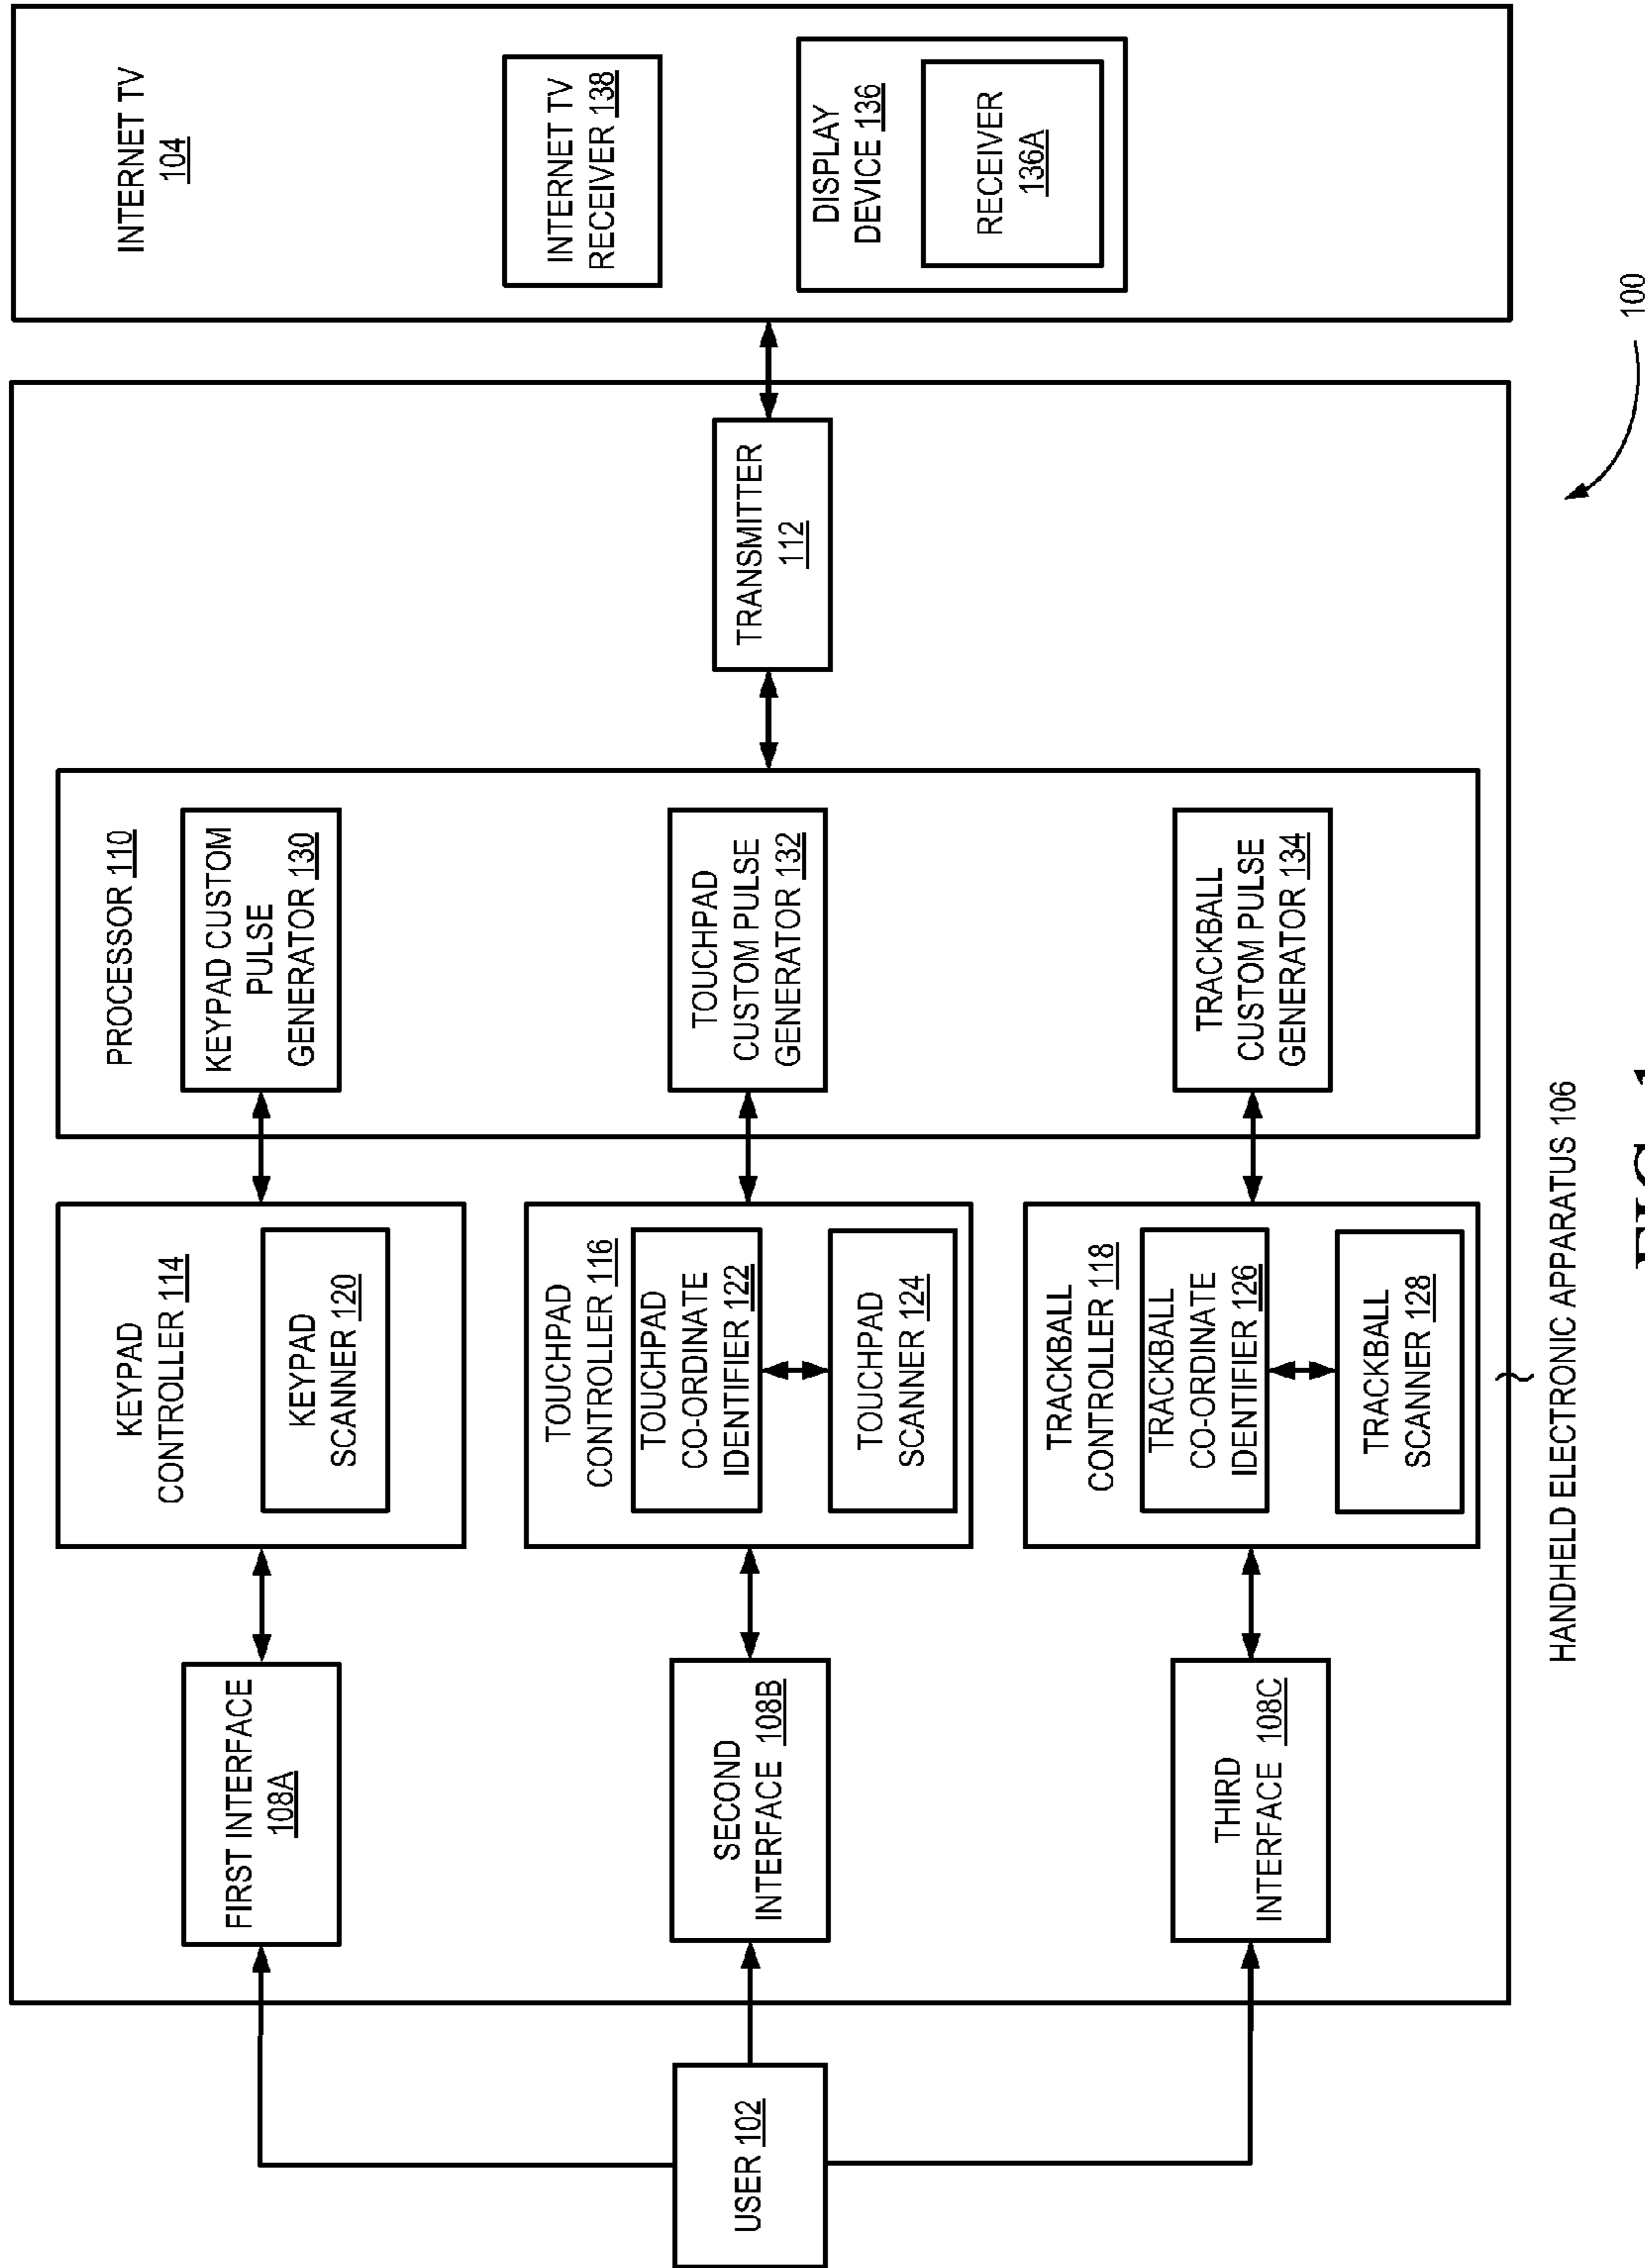 USER 102
FIRST INTERFACE
108A
SECOND
INTERFACE 108B
THIRD
INTERFACE 108C
KEYPAD
CONTROLLER 114
KEYPAD
SCANNER 120
TOUCHPAD
CONTROLLER 116
TOUCHPAD
CO-ORDINATE
IDENTIFIER 122
TOUCHPAD
SCANNER 124
TRACKBALL
CONTROLLER 118
TRACKBALL
CO-ORDINATE
IDENTIFIER 126
TRACKBALL
SCANNER 128
PROCESSOR 110
KEYPAD CUSTOM
PULSE
GENERATOR 130
TOUCHPAD
CUSTOM PULSE
GENERATOR 132
TRACKBALL
CUSTOM PULSE
GENERATOR 134
TRANSMITTER
112
INTERNET TV
104
INTERNET TV
RECEIVER 138
DISPLAY
DEVICE 136
RECEIVER
136A
HANDHELD ELECTRONIC APPARATUS 106
100